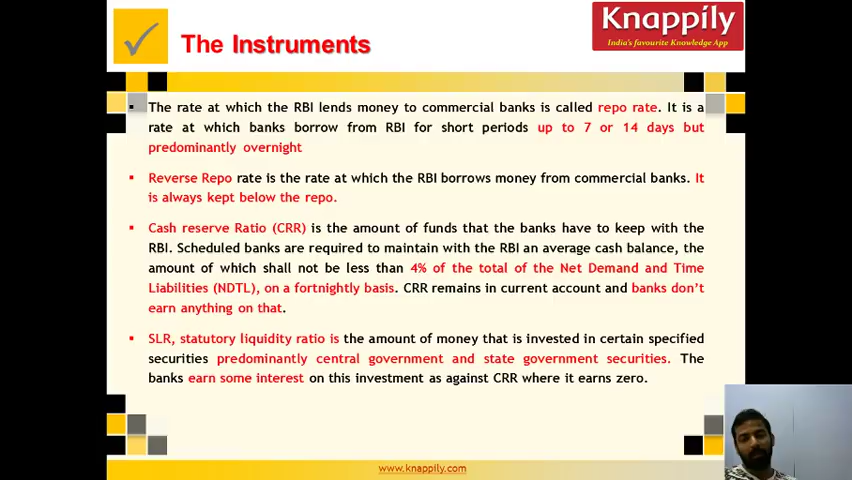 The Instruments
Knappily
India's favourite Knowledge App
▪ The rate at which the RBI lends money to commercial banks is called repo rate. It is a
rate at which banks borrow from RBI for short periods up to 7 or 14 days but
predominantly overnight
▪ Reverse Repo rate is the rate at which the RBI borrows money from commercial banks. It
is always kept below the repo.
▪ Cash reserve Ratio (CRR) is the amount of funds that the banks have to keep with the
RBI. Scheduled banks are required to maintain with the RBI an average cash balance, the
amount of which shall not be less than 4% of the total of the Net Demand and Time
Liabilities (NDTL), on a fortnightly basis. CRR remains in current account and banks don't
earn anything on that.
▪ SLR, statutory liquidity ratio is the amount of money that is invested in certain specified
securities predominantly central government and state government securities. The
banks earn some interest on this investment as against CRR where it earns zero.
www.knappily.com